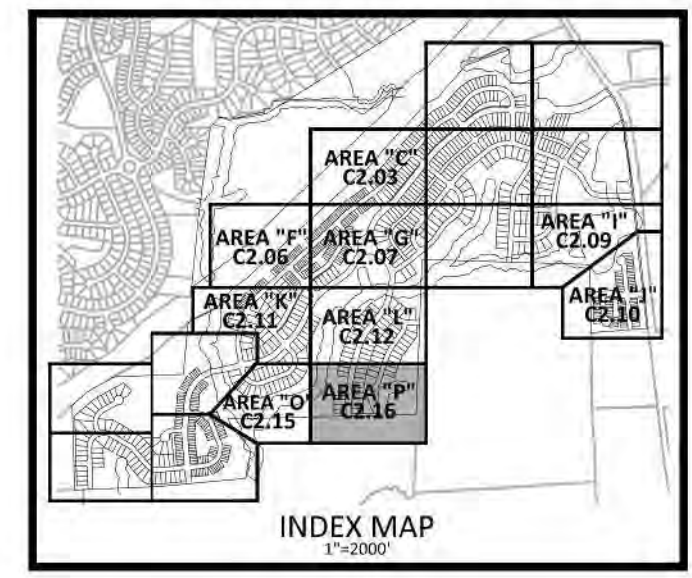 AREA "C"
C2.03
AREA "F"
C2.06
AREA "G"
C2.07
AREA "I"
C2.09
AREA "K"
C2.11
AREA "L"
C2.12
AREA "J"
C2.10
AREA "O"
C2.15
AREA "P"
C2.16
INDEX MAP
1"=2000'